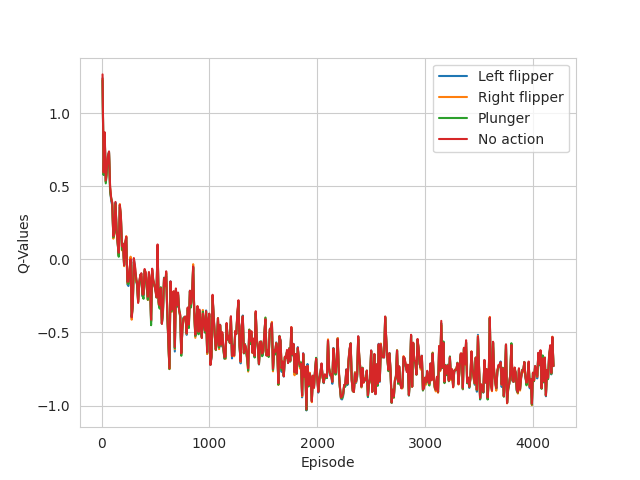 Left flipper
Right flipper
Plunger
No action
1.0
0.5
0.0
−0.5
−1.0
Q-Values
0
1000
2000
3000
4000
Episode